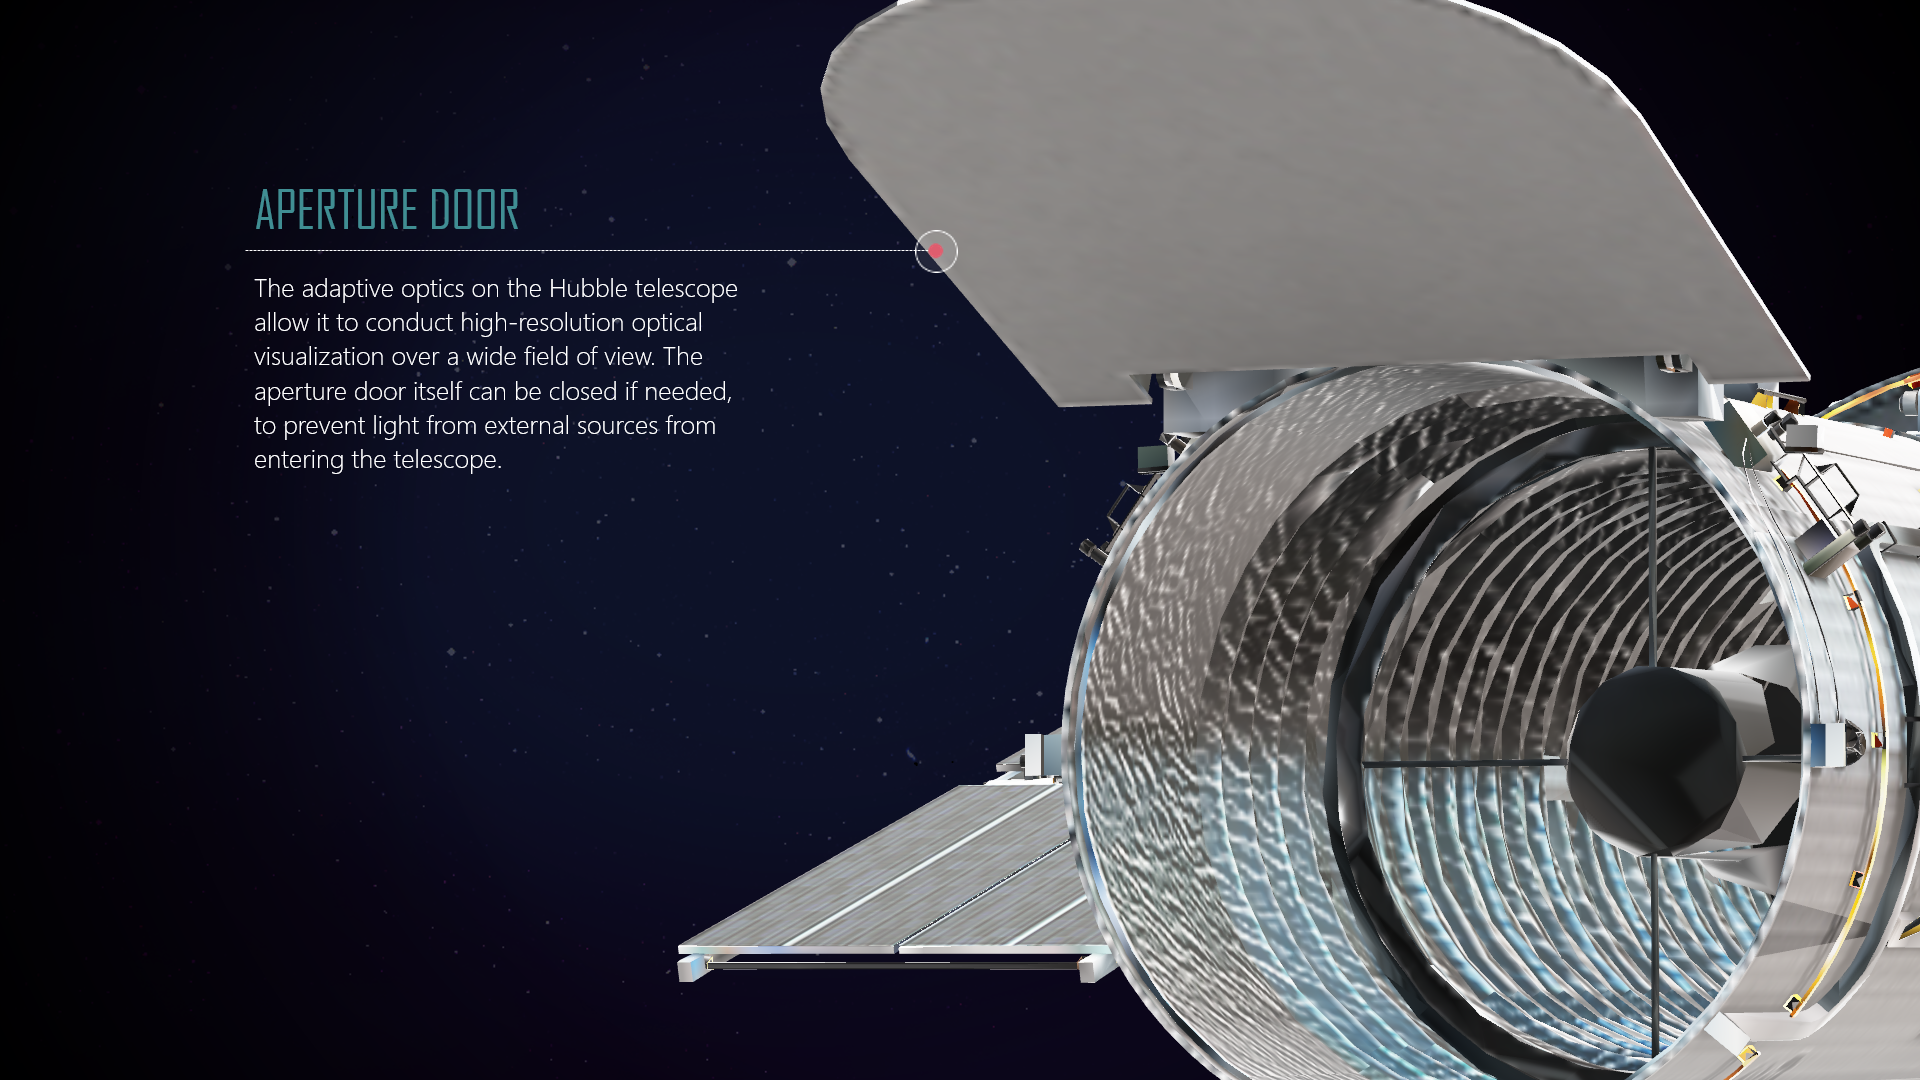 APERTURE DOOR
The adaptive optics on the Hubble telescope
allow it to conduct high-resolution optical
visualization over a wide field of view. The
aperture door itself can be closed if needed,
to prevent light from external sources from
entering the telescope.